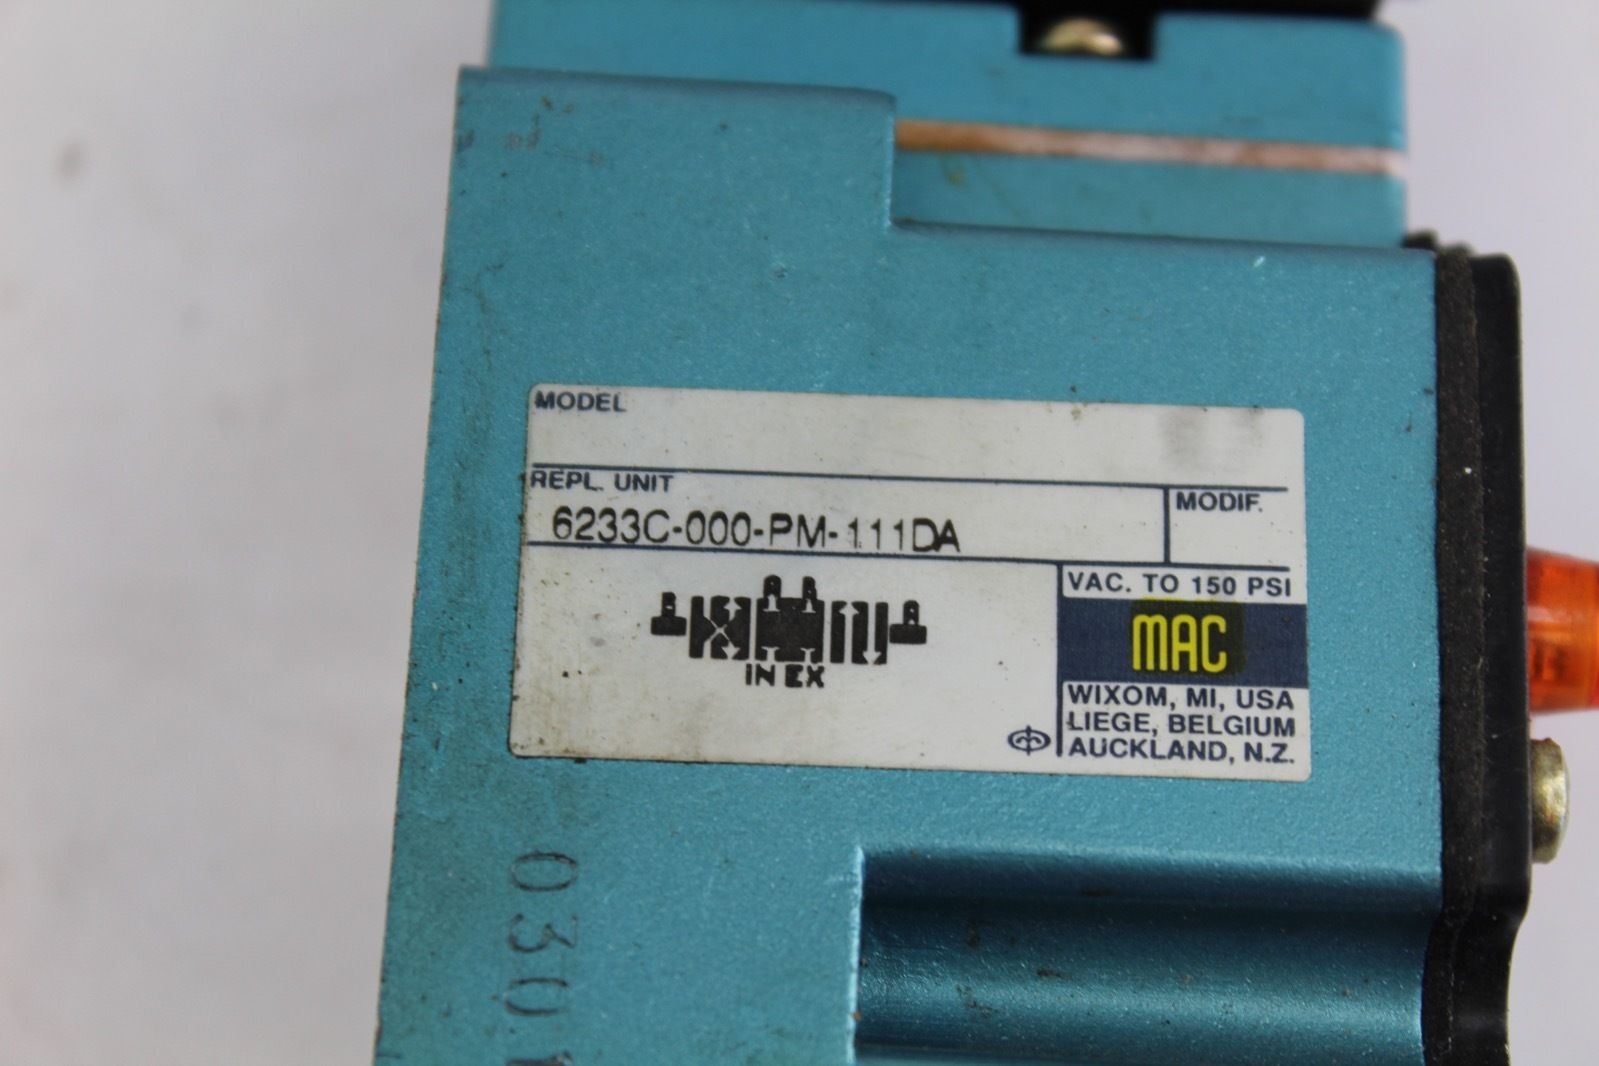 MODEL
REPL. UNIT
MODIF.
6233C-000-PM-111DA
VAC. TO 150 PSI
MAC
IN EX
WIXOM, MI, USA
LIEGE, BELGIUM
AUCKLAND, N.Z.
030